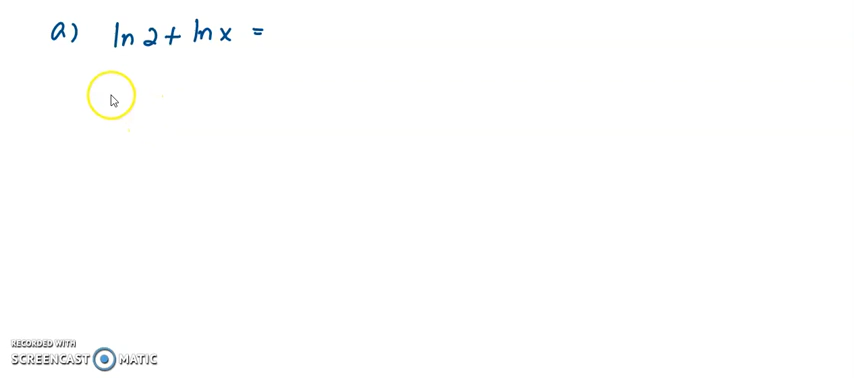 a) ln 2 + ln x =
RECORDED WITH
SCREENCAST MATIC